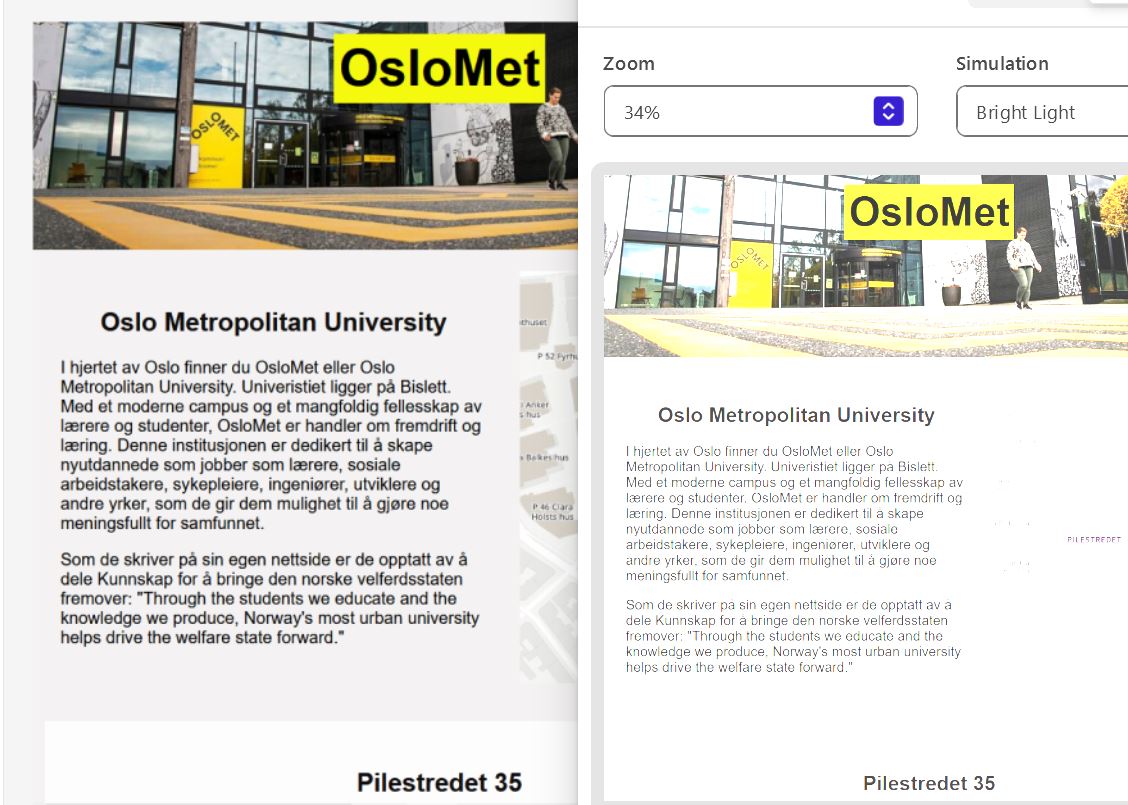 OsloMet
OSLOMET
Oslo Metropolitan University
I hjertet av Oslo finner du OsloMet eller Oslo
Metropolitan University. Univeristiet ligger på Bislett.
Med et moderne campus og et mangfoldig fellesskap av
lærere og studenter, OsloMet er handler om fremdrift og
læring. Denne institusjonen er dedikert til å skape
nyutdannede som jobber som lærere, sosiale
arbeidstakere, sykepleiere, ingeniører, utviklere og
andre yrker, som de gir dem mulighet til å gjøre noe
meningsfullt for samfunnet.
Som de skriver på sin egen nettside er de opptatt av å
dele Kunnskap for å bringe den norske velferdsstaten
fremover: "Through the students we educate and the
knowledge we produce, Norway's most urban university
helps drive the welfare state forward."
thuset
P 52 Fyrhu
Anker
s hus
Bakkes hus
P 46 Clara
Holsts hus
Pilestredet 35
Zoom
Simulation
34%
Bright Light
OsloMet
OSLOMET
Oslo Metropolitan University
I hjertet av Oslo finner du OsloMet eller Oslo
Metropolitan University. Univeristiet ligger på Bislett.
Med et moderne campus og et mangfoldig fellesskap av
lærere og studenter, OsloMet er handler om fremdrift og
læring. Denne institusjonen er dedikert til å skape
nyutdannede som jobber som lærere, sosiale
arbeidstakere, sykepleiere, ingeniører, utviklere og
andre yrker, som de gir dem mulighet til å gjøre noe
meningsfullt for samfunnet.
Som de skriver på sin egen nettside er de opptatt av å
dele Kunnskap for å bringe den norske velferdsstaten
fremover: "Through the students we educate and the
knowledge we produce, Norway's most urban university
helps drive the welfare state forward."
PILESTREDET
Pilestredet 35